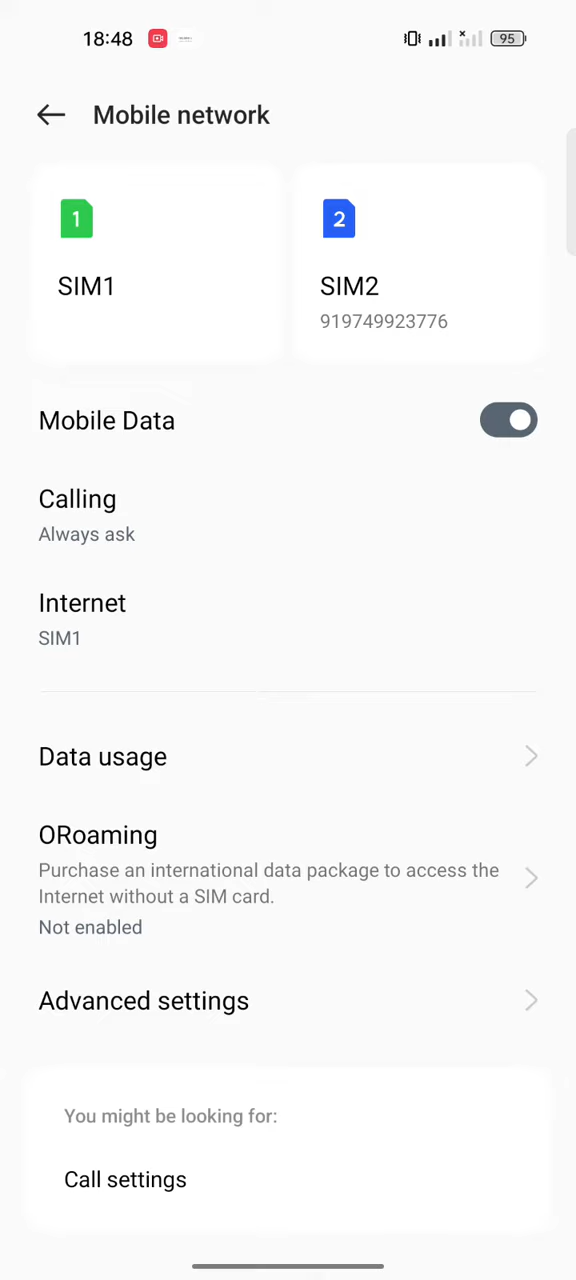 18:48
95
Mobile network
1
2
SIM1
SIM2
919749923776
Mobile Data
Calling
Always ask
Internet
SIM1
Data usage
ORoaming
Purchase an international data package to access the
Internet without a SIM card.
Not enabled
Advanced settings
You might be looking for:
Call settings